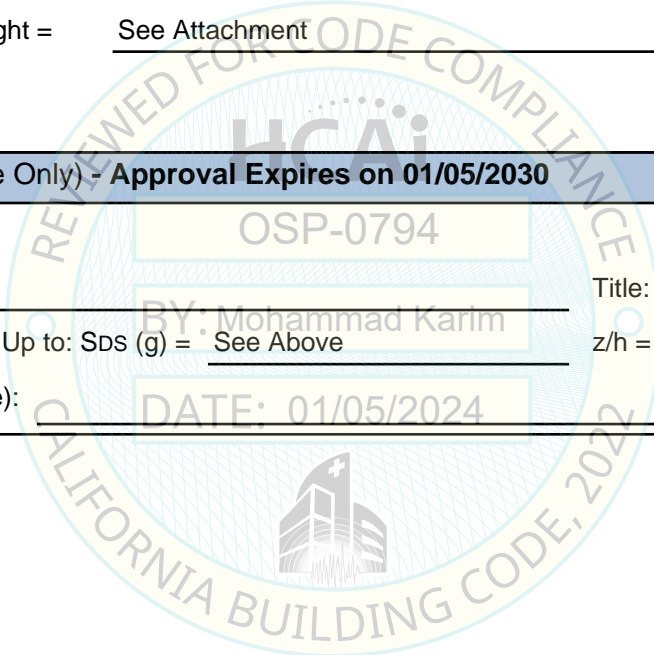 ght = See Attachment
REVIEWED FOR CODE COMPLIANCE
HCAi
e Only) - Approval Expires on 01/05/2030
OSP-0794
Title:
BY: Mohammad Karim
Up to: SDS (g) = See Above z/h =
e):
DATE: 01/05/2024
CALIFORNIA BUILDING CODE, 2022